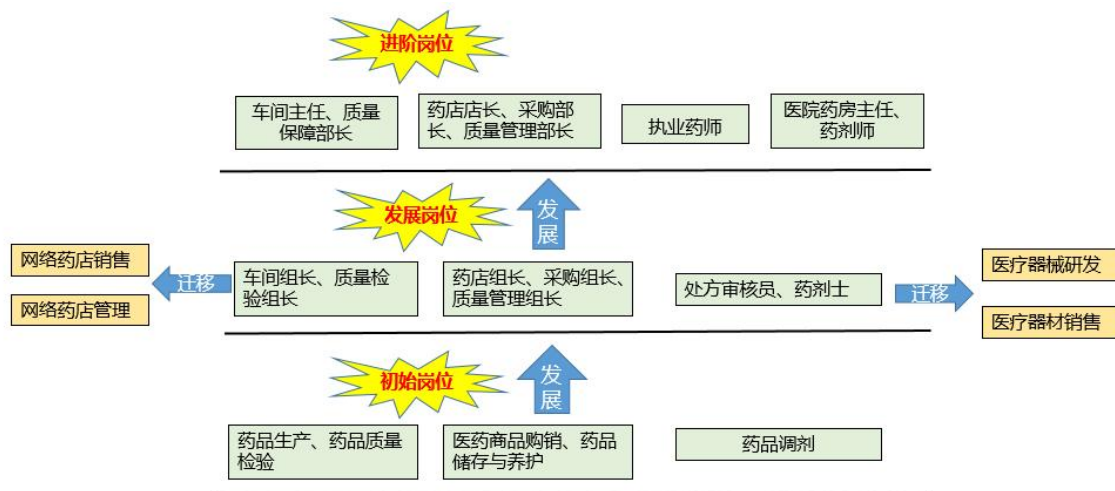 进阶岗位
车间主任、质量
保障部长
药店店长、采购部
长、质量管理部长
执业药师
医院药房主任、
药剂师
发展岗位
发
展
网络药店销售
网络药店管理
迁移
车间组长、质量检
验组长
药店组长、采购组长、
质量管理组长
处方审核员、药剂士
迁移
医疗器械研发
医疗器材销售
初始岗位
发
展
药品生产、药品质量
检验
医药商品购销、药品
储存与养护
药品调剂